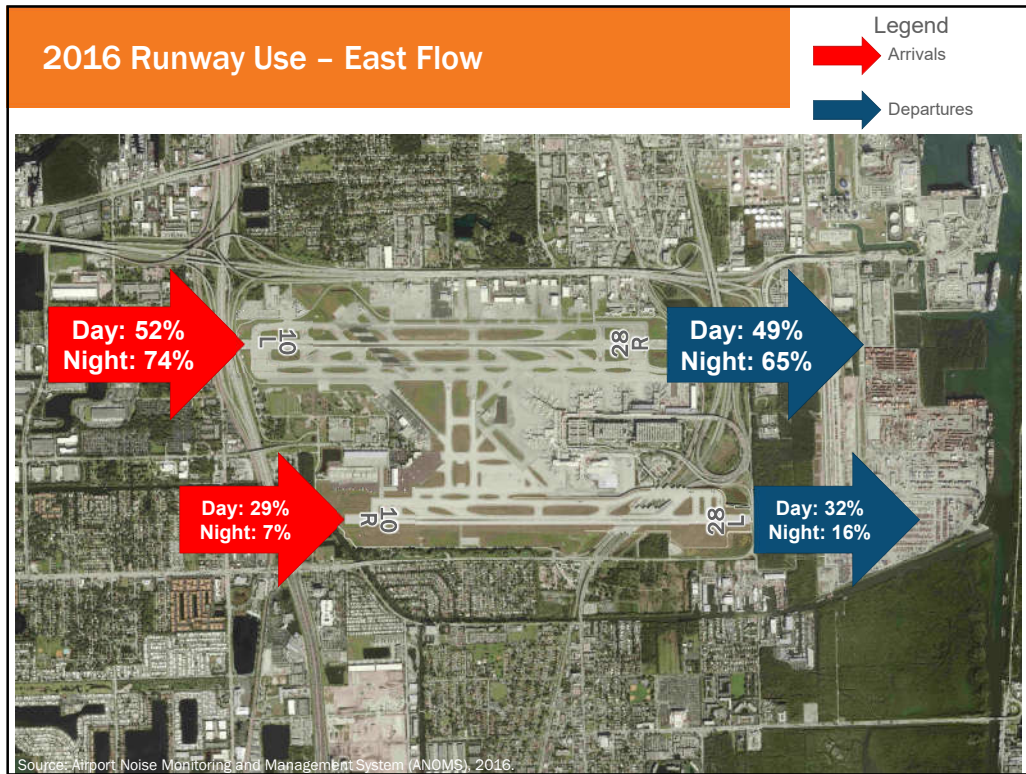 2016 Runway Use – East Flow
Legend
Arrivals
Departures
Day: 52%
Night: 74%
10
L
28
R
Day: 49%
Night: 65%
Day: 29%
Night: 7%
10
R
28
L
Day: 32%
Night: 16%
Source: Airport Noise Monitoring and Management System (ANOMS), 2016.